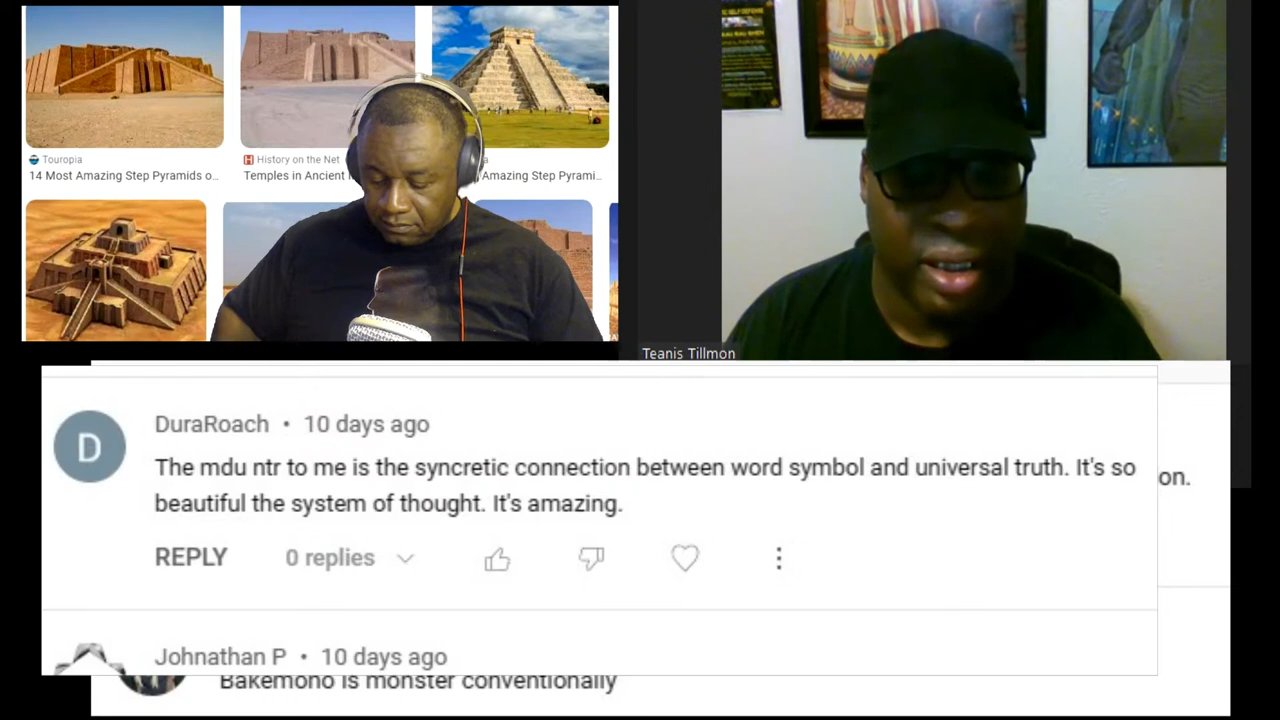 Touropia
14 Most Amazing Step Pyramids o...
History on the Net
Temples in Ancient
Amazing Step Pyrami...
Teanis Tillmon
DuraRoach • 10 days ago
The mdu ntr to me is the syncretic connection between word symbol and universal truth. It's so
beautiful the system of thought. It's amazing.
on.
REPLY 0 replies
Johnathan P • 10 days ago
Bakemono is monster conventionally
D